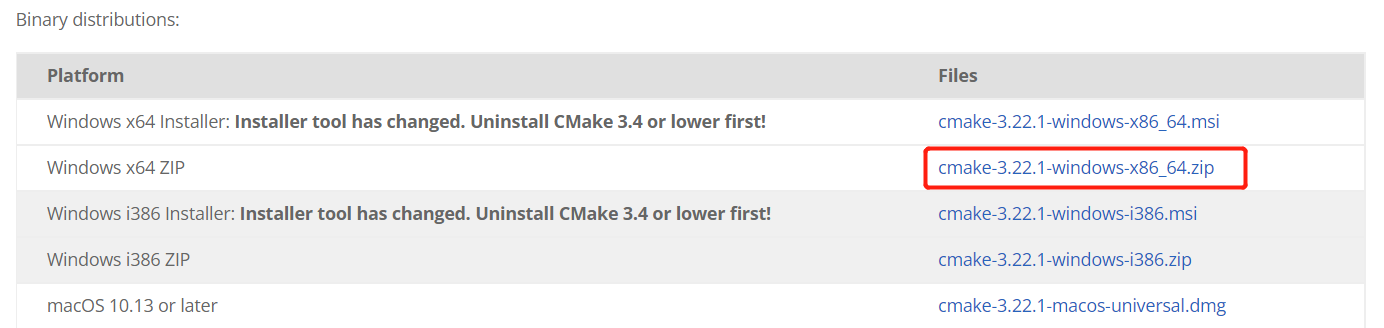 Binary distributions:
Platform Files
Windows x64 Installer: Installer tool has changed. Uninstall CMake 3.4 or lower first! cmake-3.22.1-windows-x86_64.msi
Windows x64 ZIP cmake-3.22.1-windows-x86_64.zip
Windows i386 Installer: Installer tool has changed. Uninstall CMake 3.4 or lower first! cmake-3.22.1-windows-i386.msi
Windows i386 ZIP cmake-3.22.1-windows-i386.zip
macOS 10.13 or later cmake-3.22.1-macos-universal.dmg